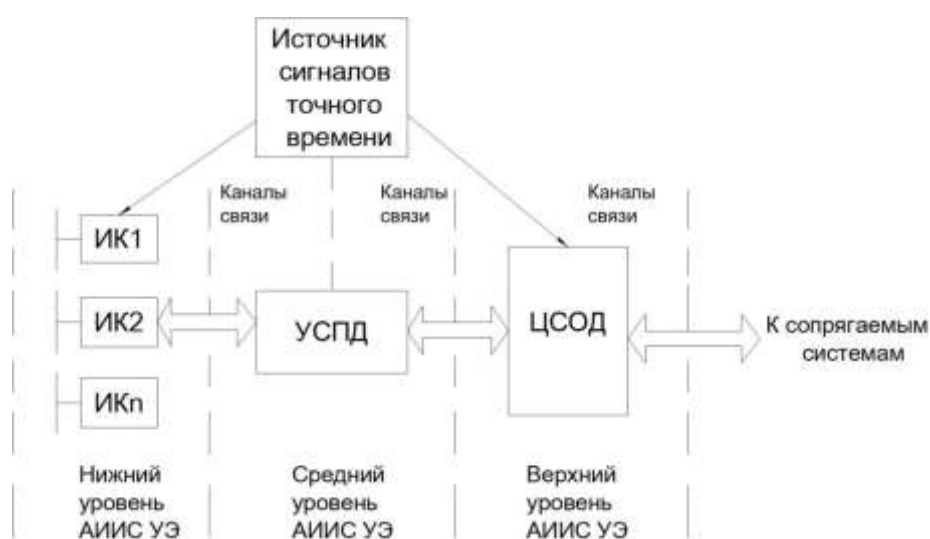 Источник
сигналов
точного
времени
Каналы
связи
Каналы
связи
Каналы
связи
ИК1
ИК2
УСПД
ЦСОД
К сопрягаемым
системам
ИКn
Нижний
уровень
АИИС УЭ
Средний
уровень
АИИС УЭ
Верхний
уровень
АИИС УЭ